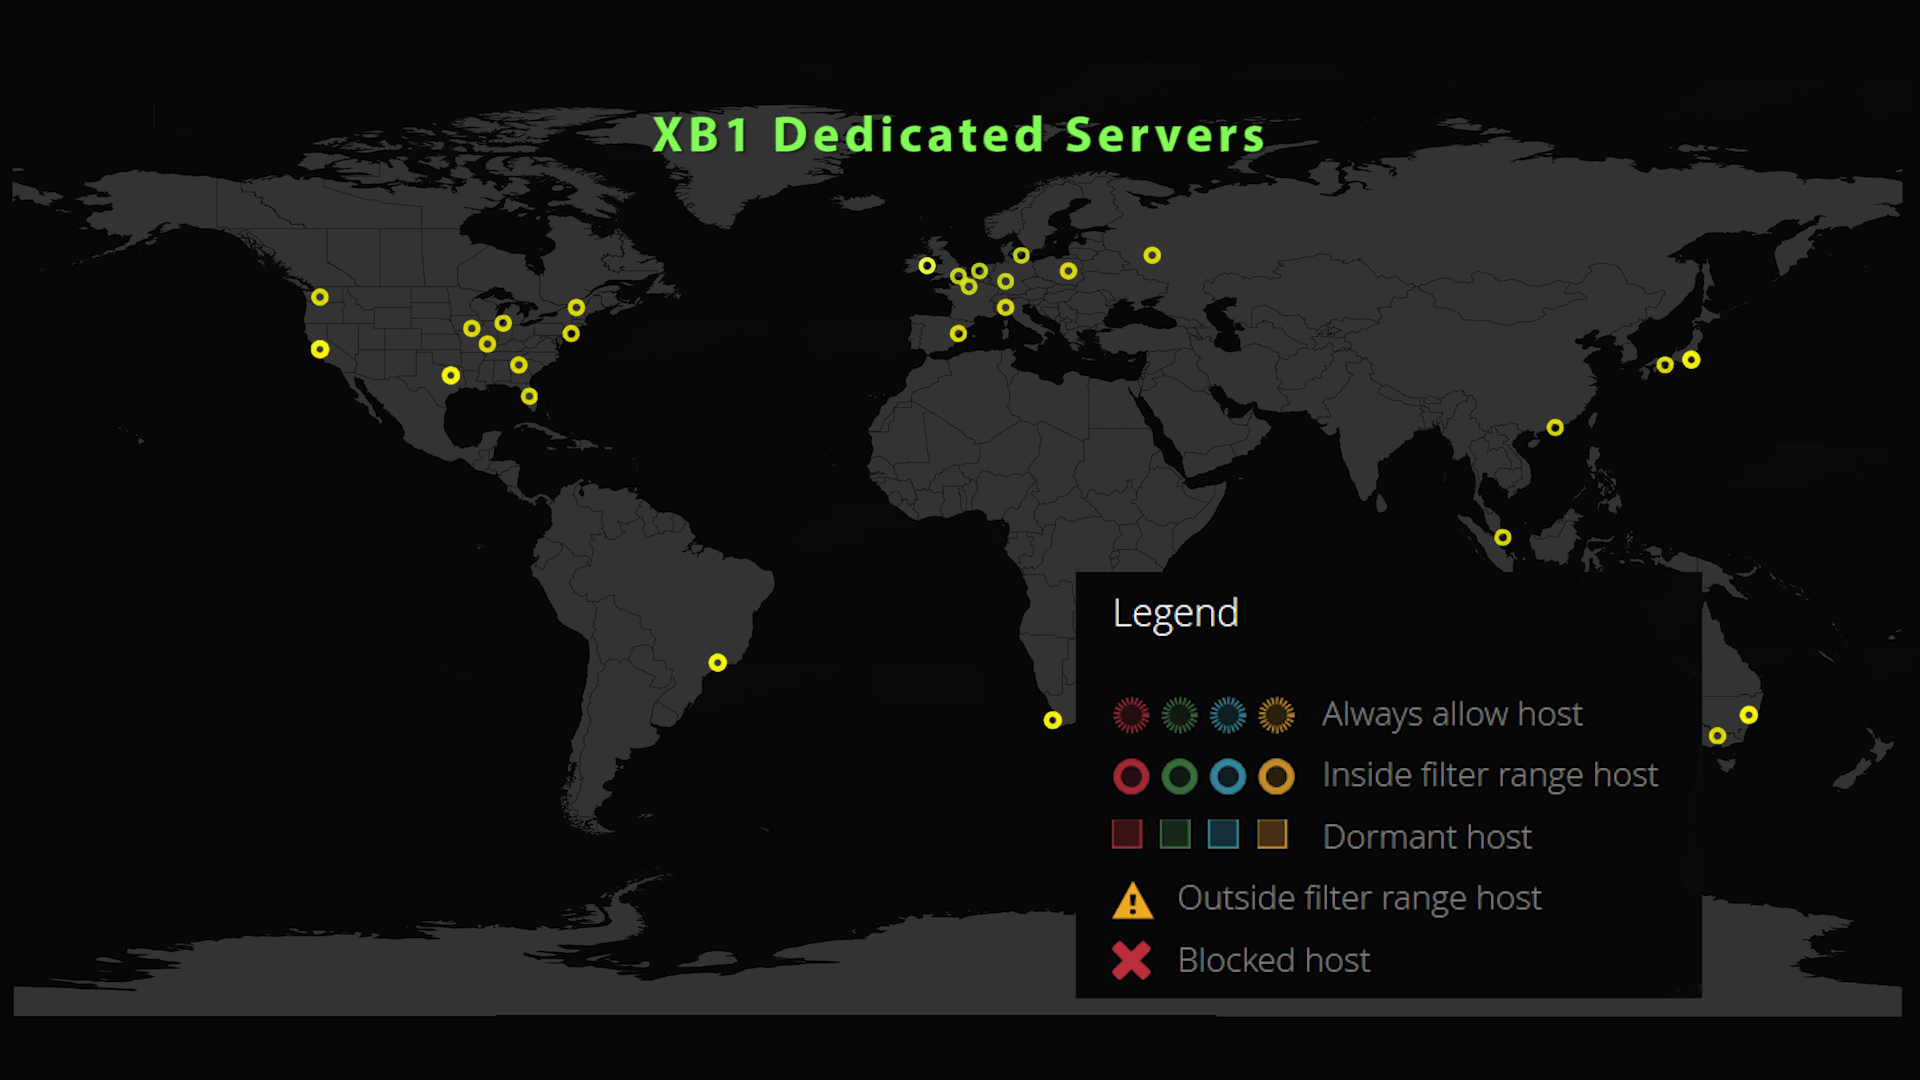 XB1 Dedicated Servers
Legend
Always allow host
Inside filter range host
Dormant host
Outside filter range host
Blocked host